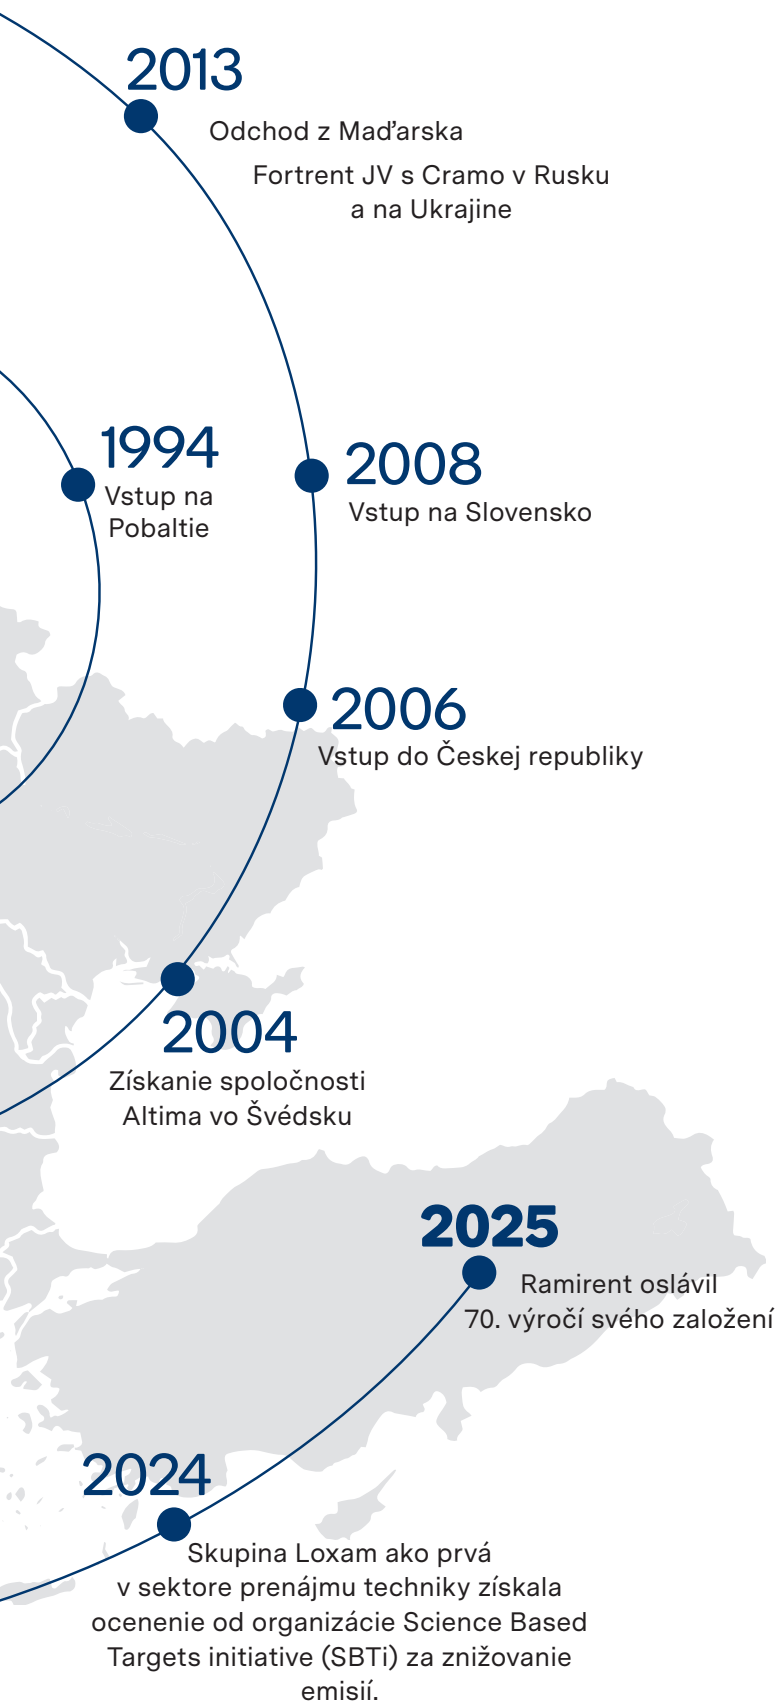 2013
Odchod z Maďarska
Fortrent JV s Cramo v Rusku
a na Ukrajine
1994
Vstup na
Pobaltie
2008
Vstup na Slovensko
2006
Vstup do Českej republiky
2004
Získanie spoločnosti
Altima vo Švédsku
2025
Ramirent oslávil
70. výročí svého založení
2024
Skupina Loxam ako prvá
v sektore prenájmu techniky získala
ocenenie od organizácie Science Based
Targets initiative (SBTi) za znižovanie
emisií.